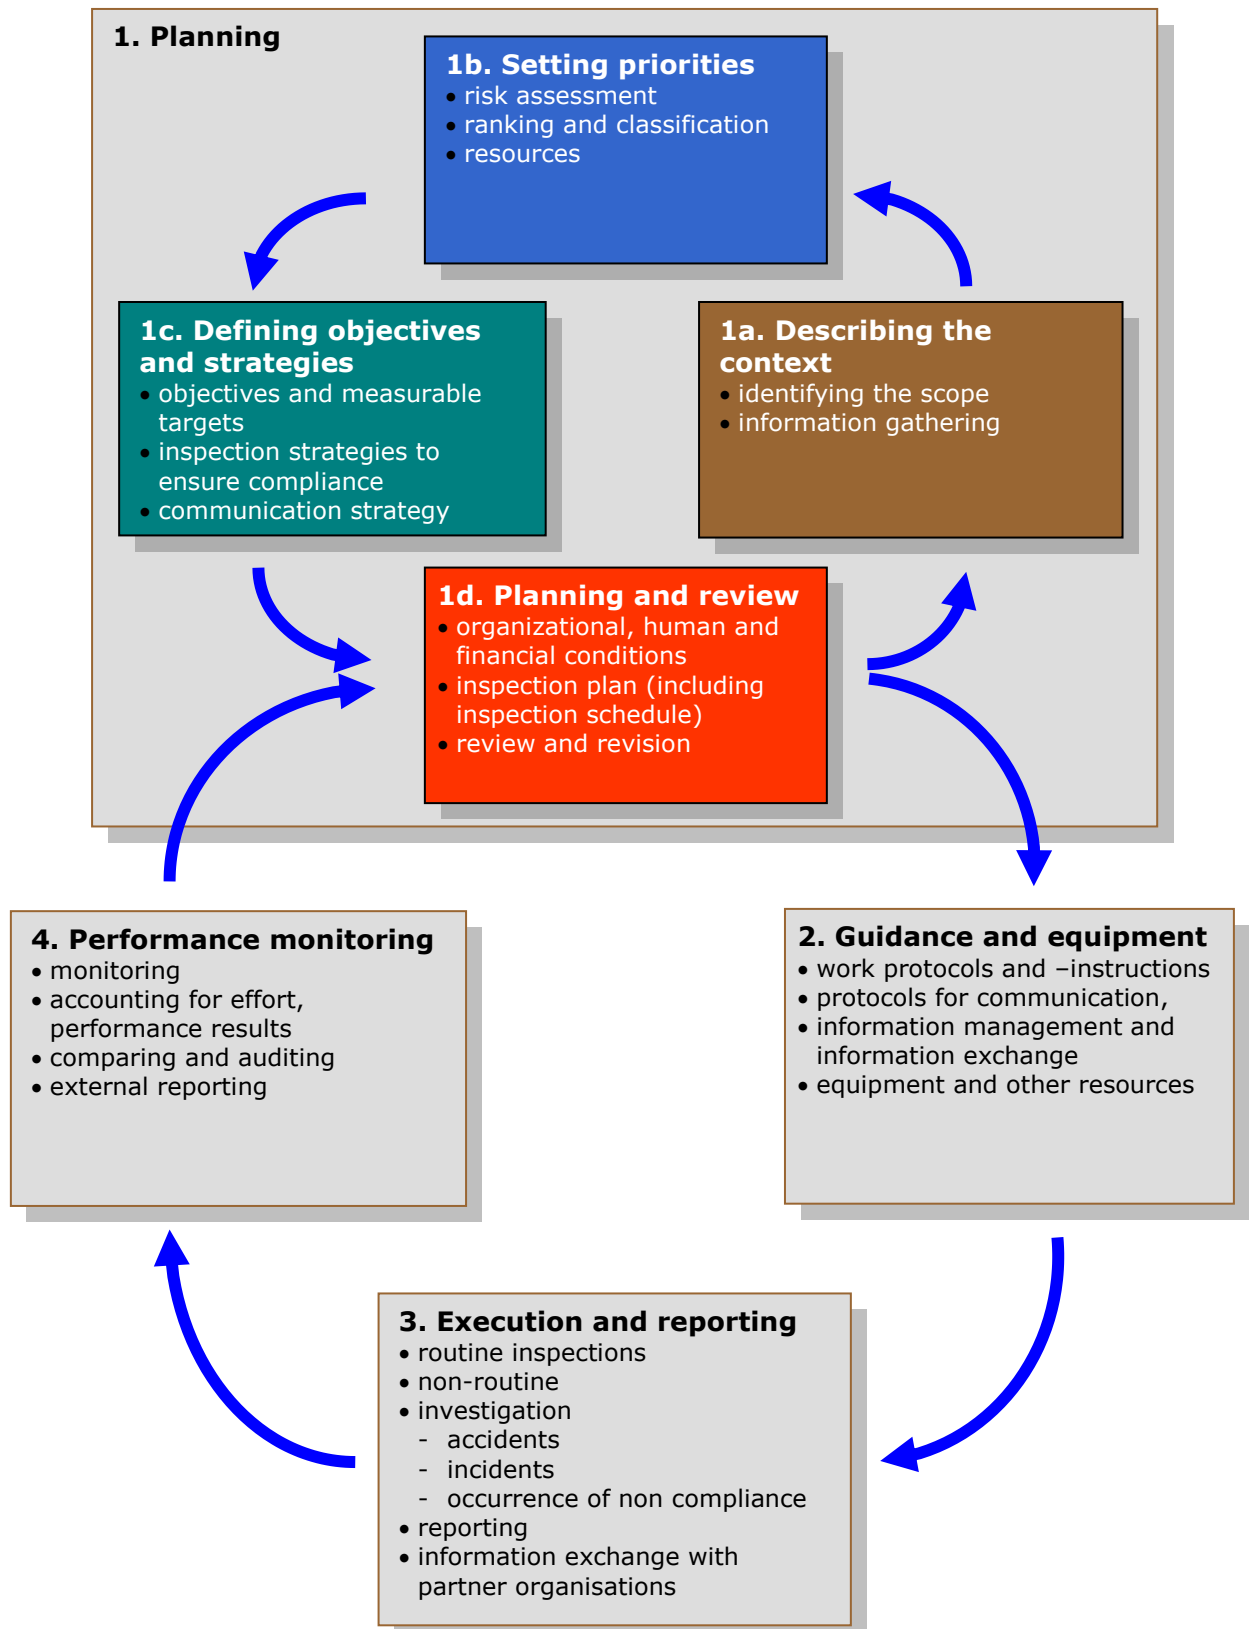 1. Planning
1b. Setting priorities
• risk assessment
• ranking and classification
• resources
1c. Defining objectives
and strategies
• objectives and measurable
targets
• inspection strategies to
ensure compliance
• communication strategy
1a. Describing the
context
• identifying the scope
• information gathering
1d. Planning and review
• organizational, human and
financial conditions
• inspection plan (including
inspection schedule)
• review and revision
4. Performance monitoring
• monitoring
• accounting for effort,
performance results
• comparing and auditing
• external reporting
2. Guidance and equipment
• work protocols and –instructions
• protocols for communication,
• information management and
information exchange
• equipment and other resources
3. Execution and reporting
• routine inspections
• non-routine
• investigation
- accidents
- incidents
- occurrence of non compliance
• reporting
• information exchange with
partner organisations